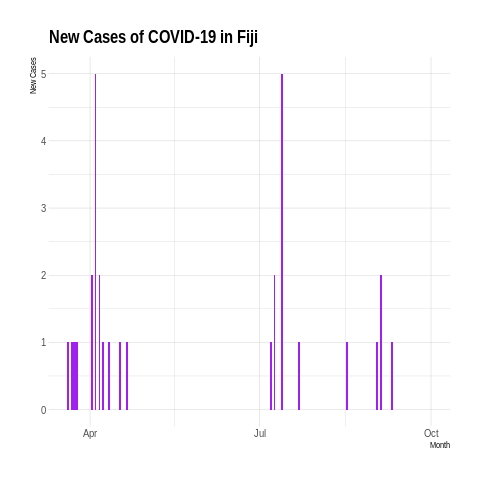 New Cases of COVID-19 in Fiji
New Cases
5
4
3
2
1
0
Apr
Jul
Oct
Month